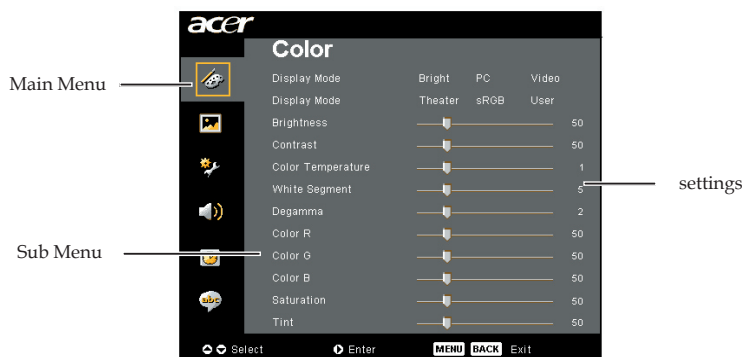 acer
Color
Display Mode Bright PC Video
Main Menu
Display Mode Theater sRGB User
Brightness 50
Contrast 50
Color Temperature 1
White Segment 5
settings
Degamma 2
Color R 50
Sub Menu
Color G 50
Color B 50
abc
Saturation 50
Tint 50
Select Enter MENU BACK Exit